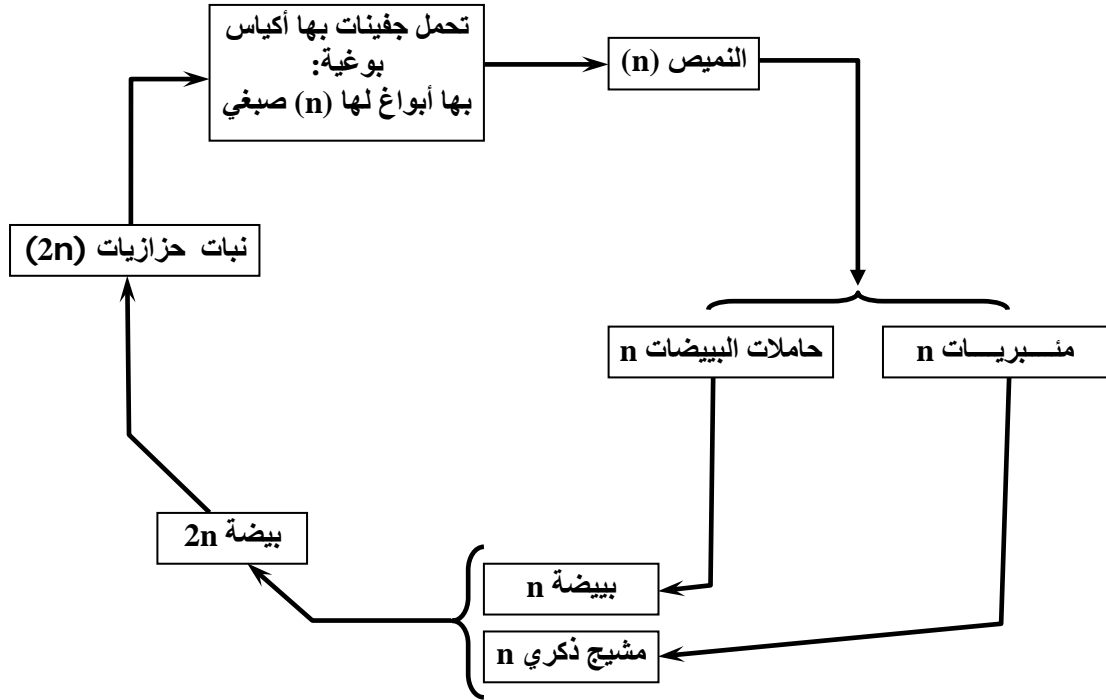 تحمل جفينات بها أكياس
بوغية:
بها أبواغ لها (n) صبغي
النميص (n)
نبات حزازيات (2n)
حاملات البييضات n
مئـــبريـــــات n
بيضة 2n
بييضة n
مشيج ذكري n